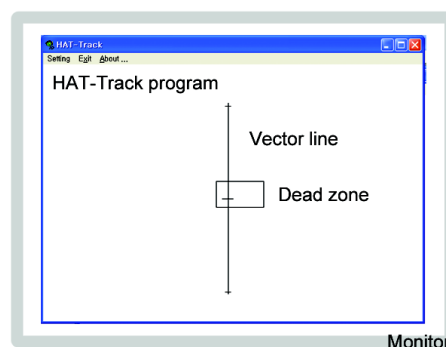 HAT-Track
Setting Exit About ...
HAT-Track program
Vector line
Dead zone
Monitor